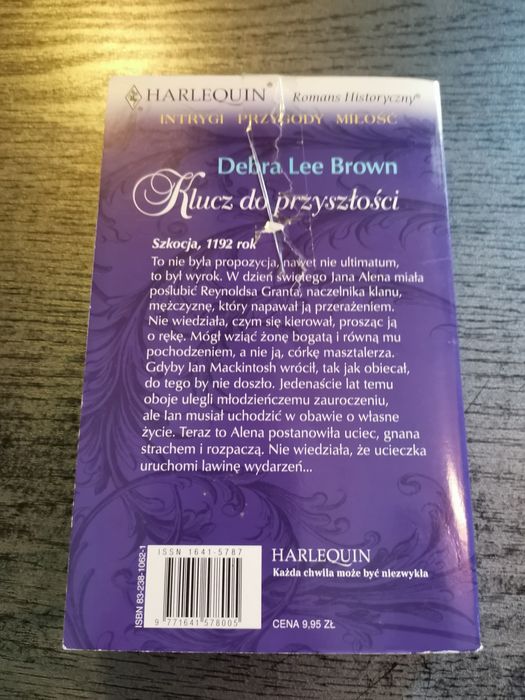 HARLEQUIN® Romans Historyczny®
INTRYGI PRZYGODY MIŁOŚĆ
Debra Lee Brown
Klucz do przyszłości
Szkocja, 1192 rok
To nie była propozycja, nawet nie ultimatum,
to był wyrok. W dzień świętego Jana Alena miała
poślubić Reynoldsa Granta, naczelnika klanu,
mężczyznę, który napawał ją przerażeniem.
Nie wiedziała, czym się kierował, prosząc ją
o rękę. Mógł wziąć żonę bogatą i równą mu
pochodzeniem, a nie ją, córkę masztalerza.
Gdyby Ian Mackintosh wrócił, tak jak obiecał,
do tego by nie doszło. Jedenaście lat temu
oboje ulegli młodzieńczemu zauroczeniu,
ale Ian musiał uchodzić w obawie o własne
życie. Teraz to Alena postanowiła uciec, gnana
strachem i rozpaczą. Nie wiedziała, że ucieczka
uruchomi lawinę wydarzeń...
ISBN 83-238-1062-1
ISSN 1641-5787
9 771641 578005
HARLEQUIN
Każda chwila może być niezwykła
CENA 9,95 ZŁ